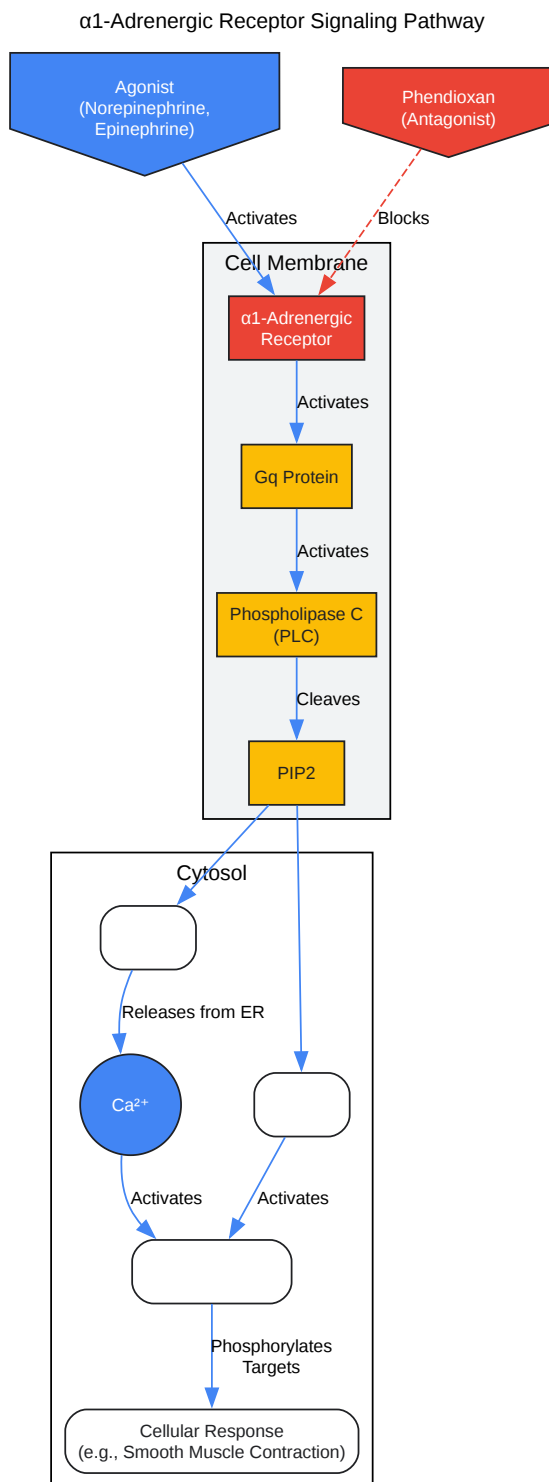 α1-Adrenergic Receptor Signaling Pathway
Agonist
(Norepinephrine,
Epinephrine)
Phendioxan
(Antagonist)
Activates
Blocks
Cell Membrane
α1-Adrenergic
Receptor
Activates
Gq Protein
Activates
Phospholipase C
(PLC)
Cleaves
PIP2
Cytosol
Releases from ER
Ca²⁺
Activates
Activates
Phosphorylates
Targets
Cellular Response
(e.g., Smooth Muscle Contraction)